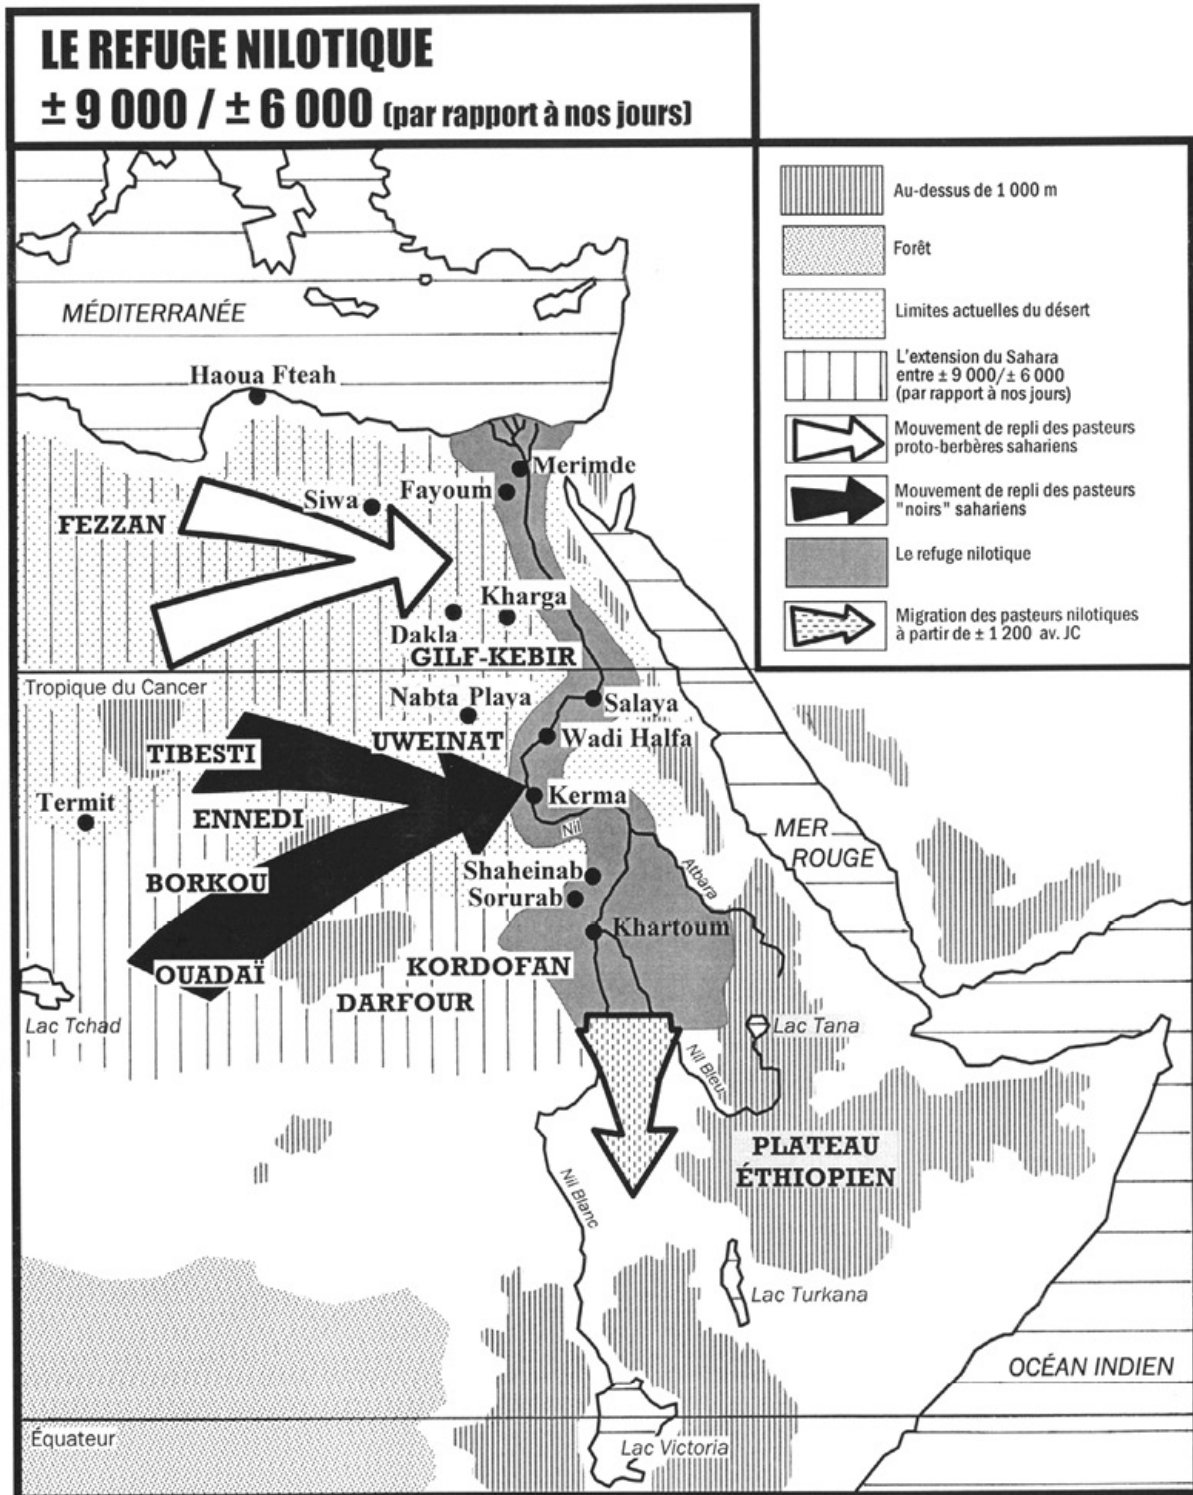 LE REFUGE NILOTIQUE
± 9 000 / ± 6 000 (par rapport à nos jours)
Au-dessus de 1 000 m
Forêt
Limites actuelles du désert
L'extension du Sahara
entre ± 9 000/± 6 000
(par rapport à nos jours)
Mouvement de repli des pasteurs
proto-berbères sahariens
Mouvement de repli des pasteurs
"noirs" sahariens
Le refuge nilotique
Migration des pasteurs nilotiques
à partir de ± 1 200 av. JC
MÉDITERRANÉE
Haoua Fteah
Merimde
Fayoum
Siwa
FEZZAN
Kharga
Dakla
GILF-KEBIR
Tropique du Cancer
Nabta Playa
Salaya
UWEINAT
Wadi Halfa
TIBESTI
Termit
Kerma
ENNEDI
Nil
MER
ROUGE
Atbara
BORKOU
Shaheinab
Sorurab
Khartoum
OUADAÏ
KORDOFAN
DARFOUR
Lac Tchad
Lac Tana
Nil Bleu
PLATEAU
ÉTHIOPIEN
Nil Blanc
Lac Turkana
OCÉAN INDIEN
Équateur
Lac Victoria